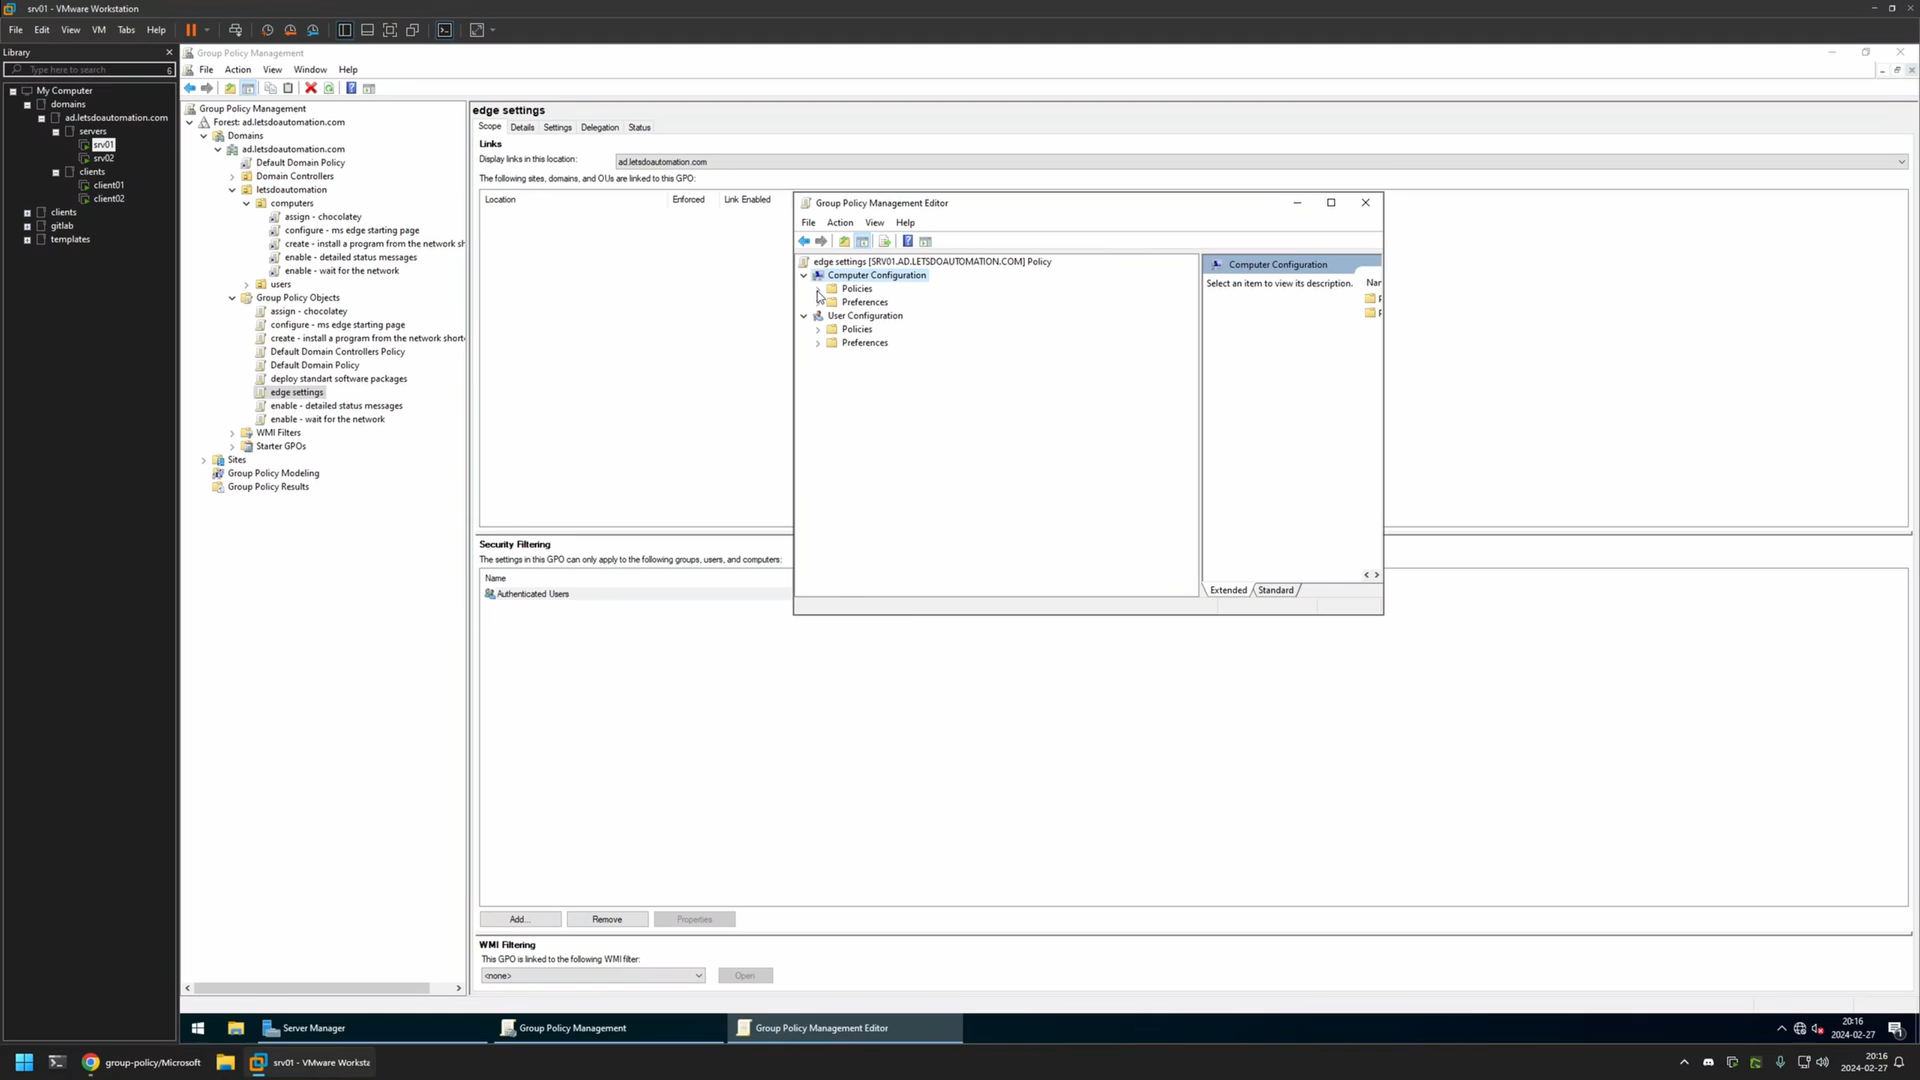 srv01 - VMware Workstation
File Edit View VM Tabs Help
Library
Type here to search
My Computer
domains
ad.letsdoautomation.com
servers
srv01
srv02
clients
client01
client02
clients
gitlab
templates
Group Policy Management
File Action View Window Help
Group Policy Management
Forest: ad.letsdoautomation.com
Domains
ad.letsdoautomation.com
Default Domain Policy
Domain Controllers
letsdoautomation
computers
assign - chocolatey
configure - ms edge starting page
create - install a program from the network sh
enable - detailed status messages
enable - wait for the network
users
Group Policy Objects
assign - chocolatey
configure - ms edge starting page
create - install a program from the network short
Default Domain Controllers Policy
Default Domain Policy
deploy standart software packages
edge settings
enable - detailed status messages
enable - wait for the network
WMI Filters
Starter GPOs
Sites
Group Policy Modeling
Group Policy Results
edge settings
Scope Details Settings Delegation Status
Links
Display links in this location: ad.letsdoautomation.com
The following sites, domains, and OUs are linked to this GPO:
Location Enforced Link Enabled
Group Policy Management Editor
File Action View Help
edge settings [SRV01.AD.LETSDOAUTOMATION.COM] Policy
Computer Configuration
Policies
Preferences
User Configuration
Policies
Preferences
Computer Configuration
Select an item to view its description.
Nar
Extended Standard
Security Filtering
The settings in this GPO can only apply to the following groups, users, and computers:
Name
Authenticated Users
Add... Remove Properties
WMI Filtering
This GPO is linked to the following WMI filter:
<none> Open
Server Manager Group Policy Management Group Policy Management Editor
20:16
2024-02-27
group-policy/Microsoft srv01 - VMware Workste
20:16
2024-02-27